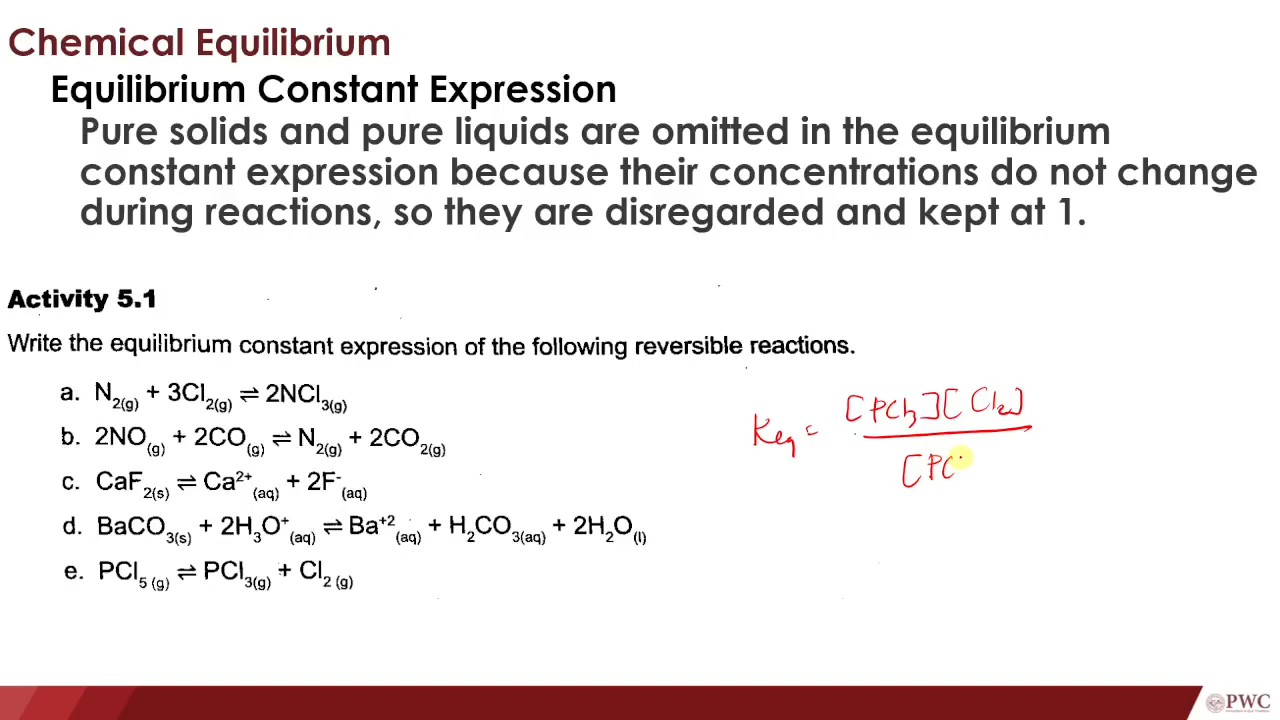 Chemical Equilibrium
Equilibrium Constant Expression
Pure solids and pure liquids are omitted in the equilibrium
constant expression because their concentrations do not change
during reactions, so they are disregarded and kept at 1.
Activity 5.1
Write the equilibrium constant expression of the following reversible reactions.
a. N2(g) + 3Cl2(g) ⇌ 2NCl3(g)
b. 2NO(g) + 2CO(g) ⇌ N2(g) + 2CO2(g)
c. CaF2(s) ⇌ Ca2+(aq) + 2F-(aq)
d. BaCO3(s) + 2H3O+(aq) ⇌ Ba+2(aq) + H2CO3(aq) + 2H2O(l)
e. PCl5 (g) ⇌ PCl3(g) + Cl2 (g)
[PCl3][Cl2]
Keq =
[PC
PWC